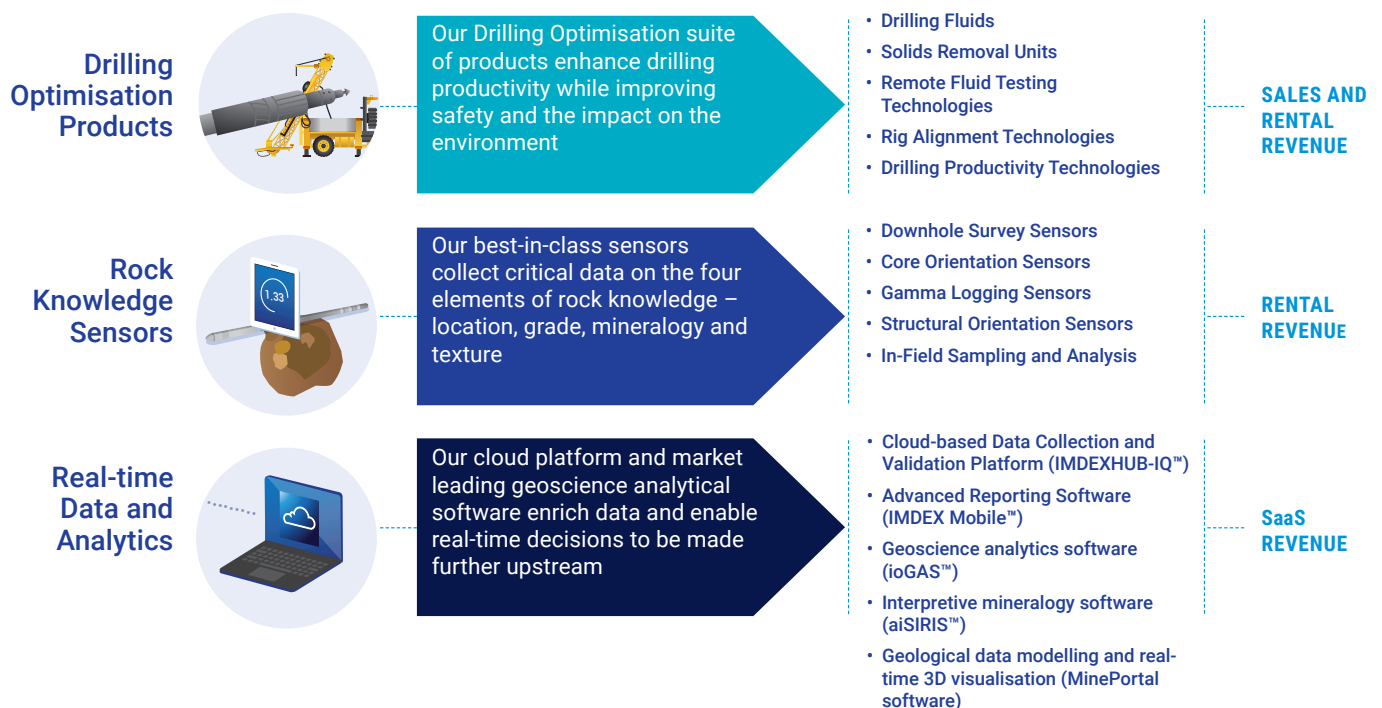 Drilling
Optimisation
Products
Our Drilling Optimisation suite
of products enhance drilling
productivity while improving
safety and the impact on the
environment
• Drilling Fluids
• Solids Removal Units
• Remote Fluid Testing
Technologies
• Rig Alignment Technologies
• Drilling Productivity Technologies
SALES AND
RENTAL
REVENUE
Rock
Knowledge
Sensors
1.33
Our best-in-class sensors
collect critical data on the four
elements of rock knowledge –
location, grade, mineralogy and
texture
• Downhole Survey Sensors
• Core Orientation Sensors
• Gamma Logging Sensors
• Structural Orientation Sensors
• In-Field Sampling and Analysis
RENTAL
REVENUE
Real-time
Data and
Analytics
Our cloud platform and market
leading geoscience analytical
software enrich data and enable
real-time decisions to be made
further upstream
• Cloud-based Data Collection and
Validation Platform (IMDEXHUB-IQ™)
• Advanced Reporting Software
(IMDEX Mobile™)
• Geoscience analytics software
(ioGAS™)
• Interpretive mineralogy software
(aiSIRIS™)
• Geological data modelling and real-
time 3D visualisation (MinePortal
software)
SaaS
REVENUE